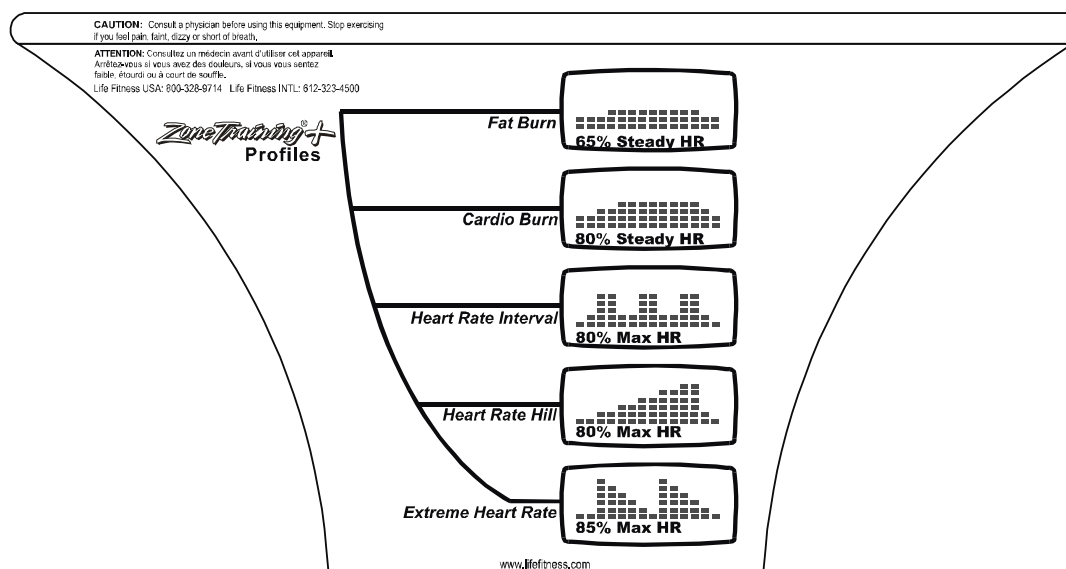 CAUTION: Consult a physician before using this equipment. Stop exercising
if you feel pain, faint, dizzy or short of breath.
ATTENTION: Consultez un médecin avant d'utiliser cet appareil.
Arrêtez-vous si vous avez des douleurs, si vous vous sentez
faible, étourdi ou à court de souffle.
Life Fitness USA: 800-328-9714 Life Fitness INTL: 612-323-4500
ZoneTraining®+
Profiles
Fat Burn
65% Steady HR
Cardio Burn
80% Steady HR
Heart Rate Interval
80% Max HR
Heart Rate Hill
80% Max HR
Extreme Heart Rate
85% Max HR
www.lifefitness.com